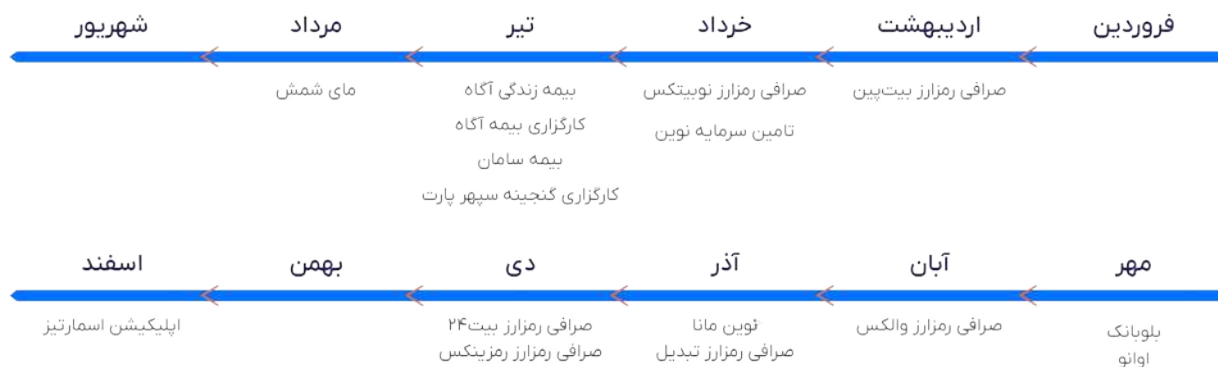 فروردین
اردیبهشت
خرداد
تیر
مرداد
شهریور
صرافی رمزارز بیت‌پین
صرافی رمزارز نوبیتکس
تامین سرمایه نوین
بیمه زندگی آگاه
کارگزاری بیمه آگاه
بیمه سامان
کارگزاری گنجینه سپهر پارت
مای شمش
مهر
آبان
آذر
دی
بهمن
اسفند
بلوبانک
اوانو
صرافی رمزارز والکس
نوین مانا
صرافی رمزارز تبدیل
صرافی رمزارز بیت۲۴
صرافی رمزارز رمزینکس
اپلیکیشن اسمارتیز